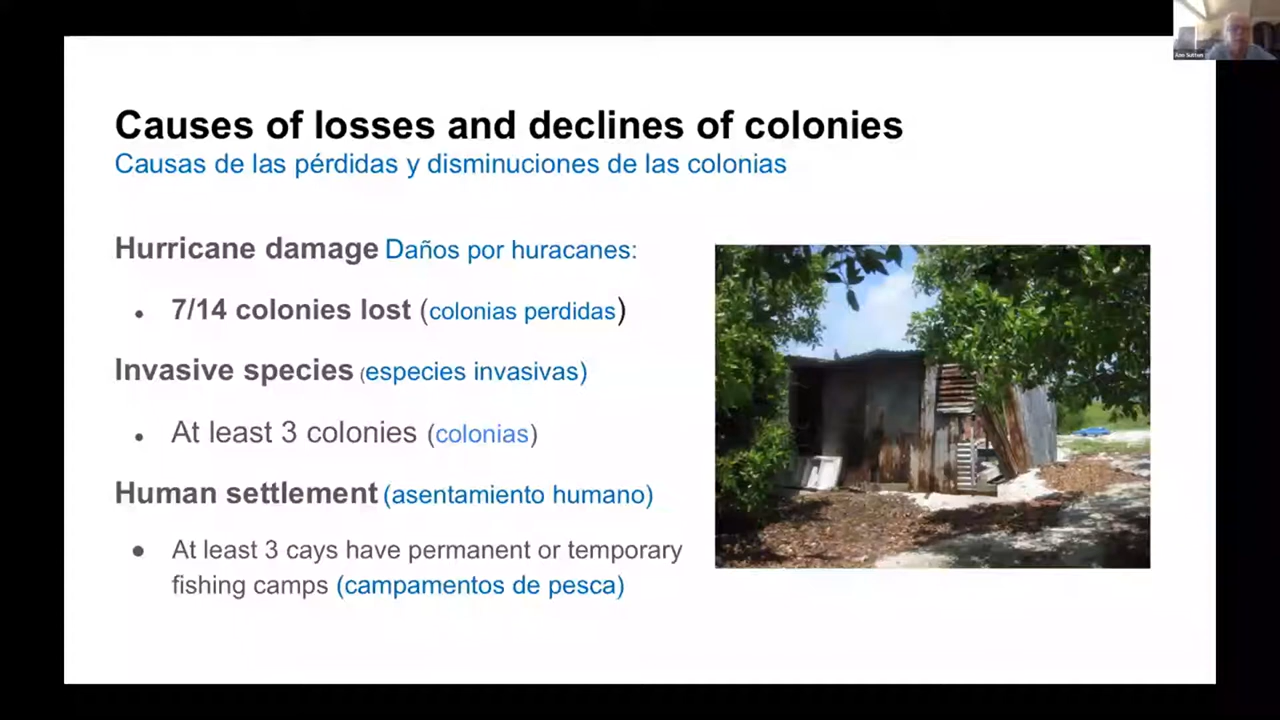 Causes of losses and declines of colonies
Causas de las pérdidas y disminuciones de las colonias
Hurricane damage Daños por huracanes:
• 7/14 colonies lost (colonias perdidas)
Invasive species (especies invasivas)
• At least 3 colonies (colonias)
Human settlement (asentamiento humano)
• At least 3 cays have permanent or temporary
fishing camps (campamentos de pesca)
Ann Sutton